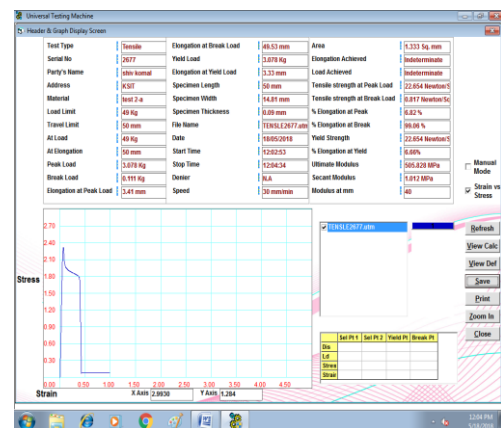 Universal Testing Machine
Header & Graph Display Screen
Test Type Tensile Elongation at Break Load 49.53 mm Area 1.333 Sq. mm
Serial No 2677 Yield Load 3.078 Kg Elongation Achieved Indeterminate
Party's Name shiv komal Elongation at Yield Load 3.33 mm Load Achieved Indeterminate
Address KSIT Specimen Length 50 mm Tensile strength at Peak Load 22.654 Newton/S
Material test 2-a Specimen Width 14.81 mm Tensile strength at Break Load 0.817 Newton/Sc
Load Limit 49 Kg Specimen Thickness 0.09 mm % Elongation at Peak 6.82 %
Travel Limit 50 mm File Name TENSLE2677.utm % Elongation at Break 99.06 %
At Load 49 Kg Date 18/05/2018 Yield Strength 22.654 Newton/S
At Elongation 50 mm Start Time 12:02:53 % Elongation at Yield 6.66%
Peak Load 3.078 Kg Stop Time 12:04:34 Ultimate Modulus 505.828 MPa
Break Load 0.111 Kg Denier N.A Secant Modulus 1.012 MPa
Elongation at Peak Load 3.41 mm Speed 30 mm/min Modulus at mm 40
Manual Mode
Strain vs Stress
2.70
2.40
2.10
1.80
1.50
1.20
0.90
0.60
0.30
0.00 0.50 1.00 1.50 2.00 2.50 3.00 3.50 4.00 4.50
Stress
Strain
X Axis 2.9930 Y Axis 1.284
TENSLE2677.utm
Sel Pt 1 Sel Pt 2 Yield Pt Break Pt
Dis
Ld
Stres
Strair
Refresh
View Calc
View Def
Save
Print
Zoom In
Close
12:04 PM